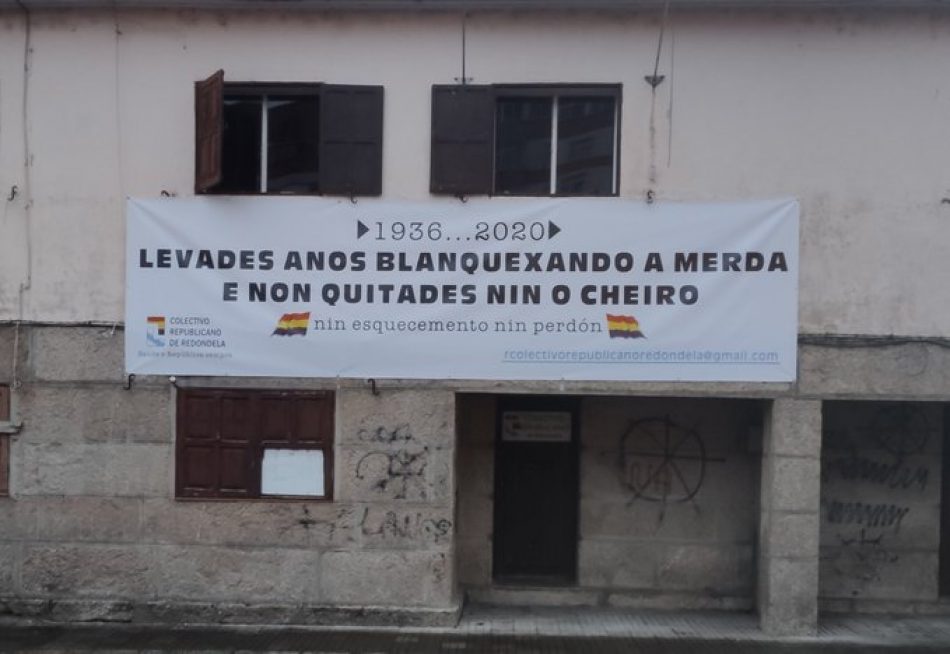 1936...2020
LEVADES ANOS BLANQUEXANDO A MERDA
E NON QUITADES NIN O CHEIRO
nin esquecemento nin perdón
COLECTIVO
REPUBLICANO
DE REDONDELA
rcolectivorepublicanoredondela@gmail.com